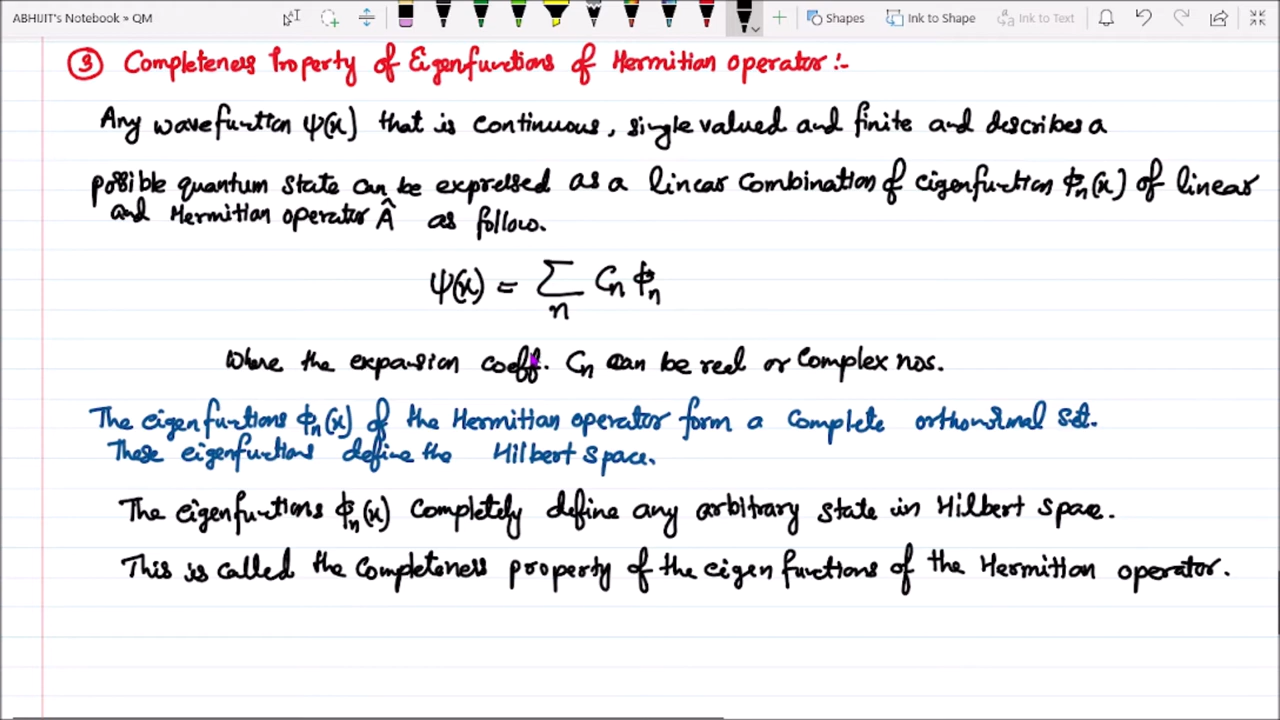 ABHIJIT's Notebook » QM
Shapes
Ink to Shape
Ink to Text
③ Completeness Property of Eigenfunctions of Hermitian operator :-
Any wavefunction ψ(x) that is continuous, single valued and finite and describes a
possible quantum state can be expressed as a linear combination of eigenfunction ϕn(x) of linear
and Hermitian operator Â as follow.
ψ(x) = ∑n Cn ϕn
Where the expansion coeff. Cn can be real or complex nos.
The eigenfunctions ϕn(x) of the Hermitian operator form a complete orthonormal set.
These eigenfunctions define the Hilbert space.
The eigenfunctions ϕn(x) completely define any arbitrary state in Hilbert space.
This is called the completeness property of the eigen functions of the Hermitian operator.